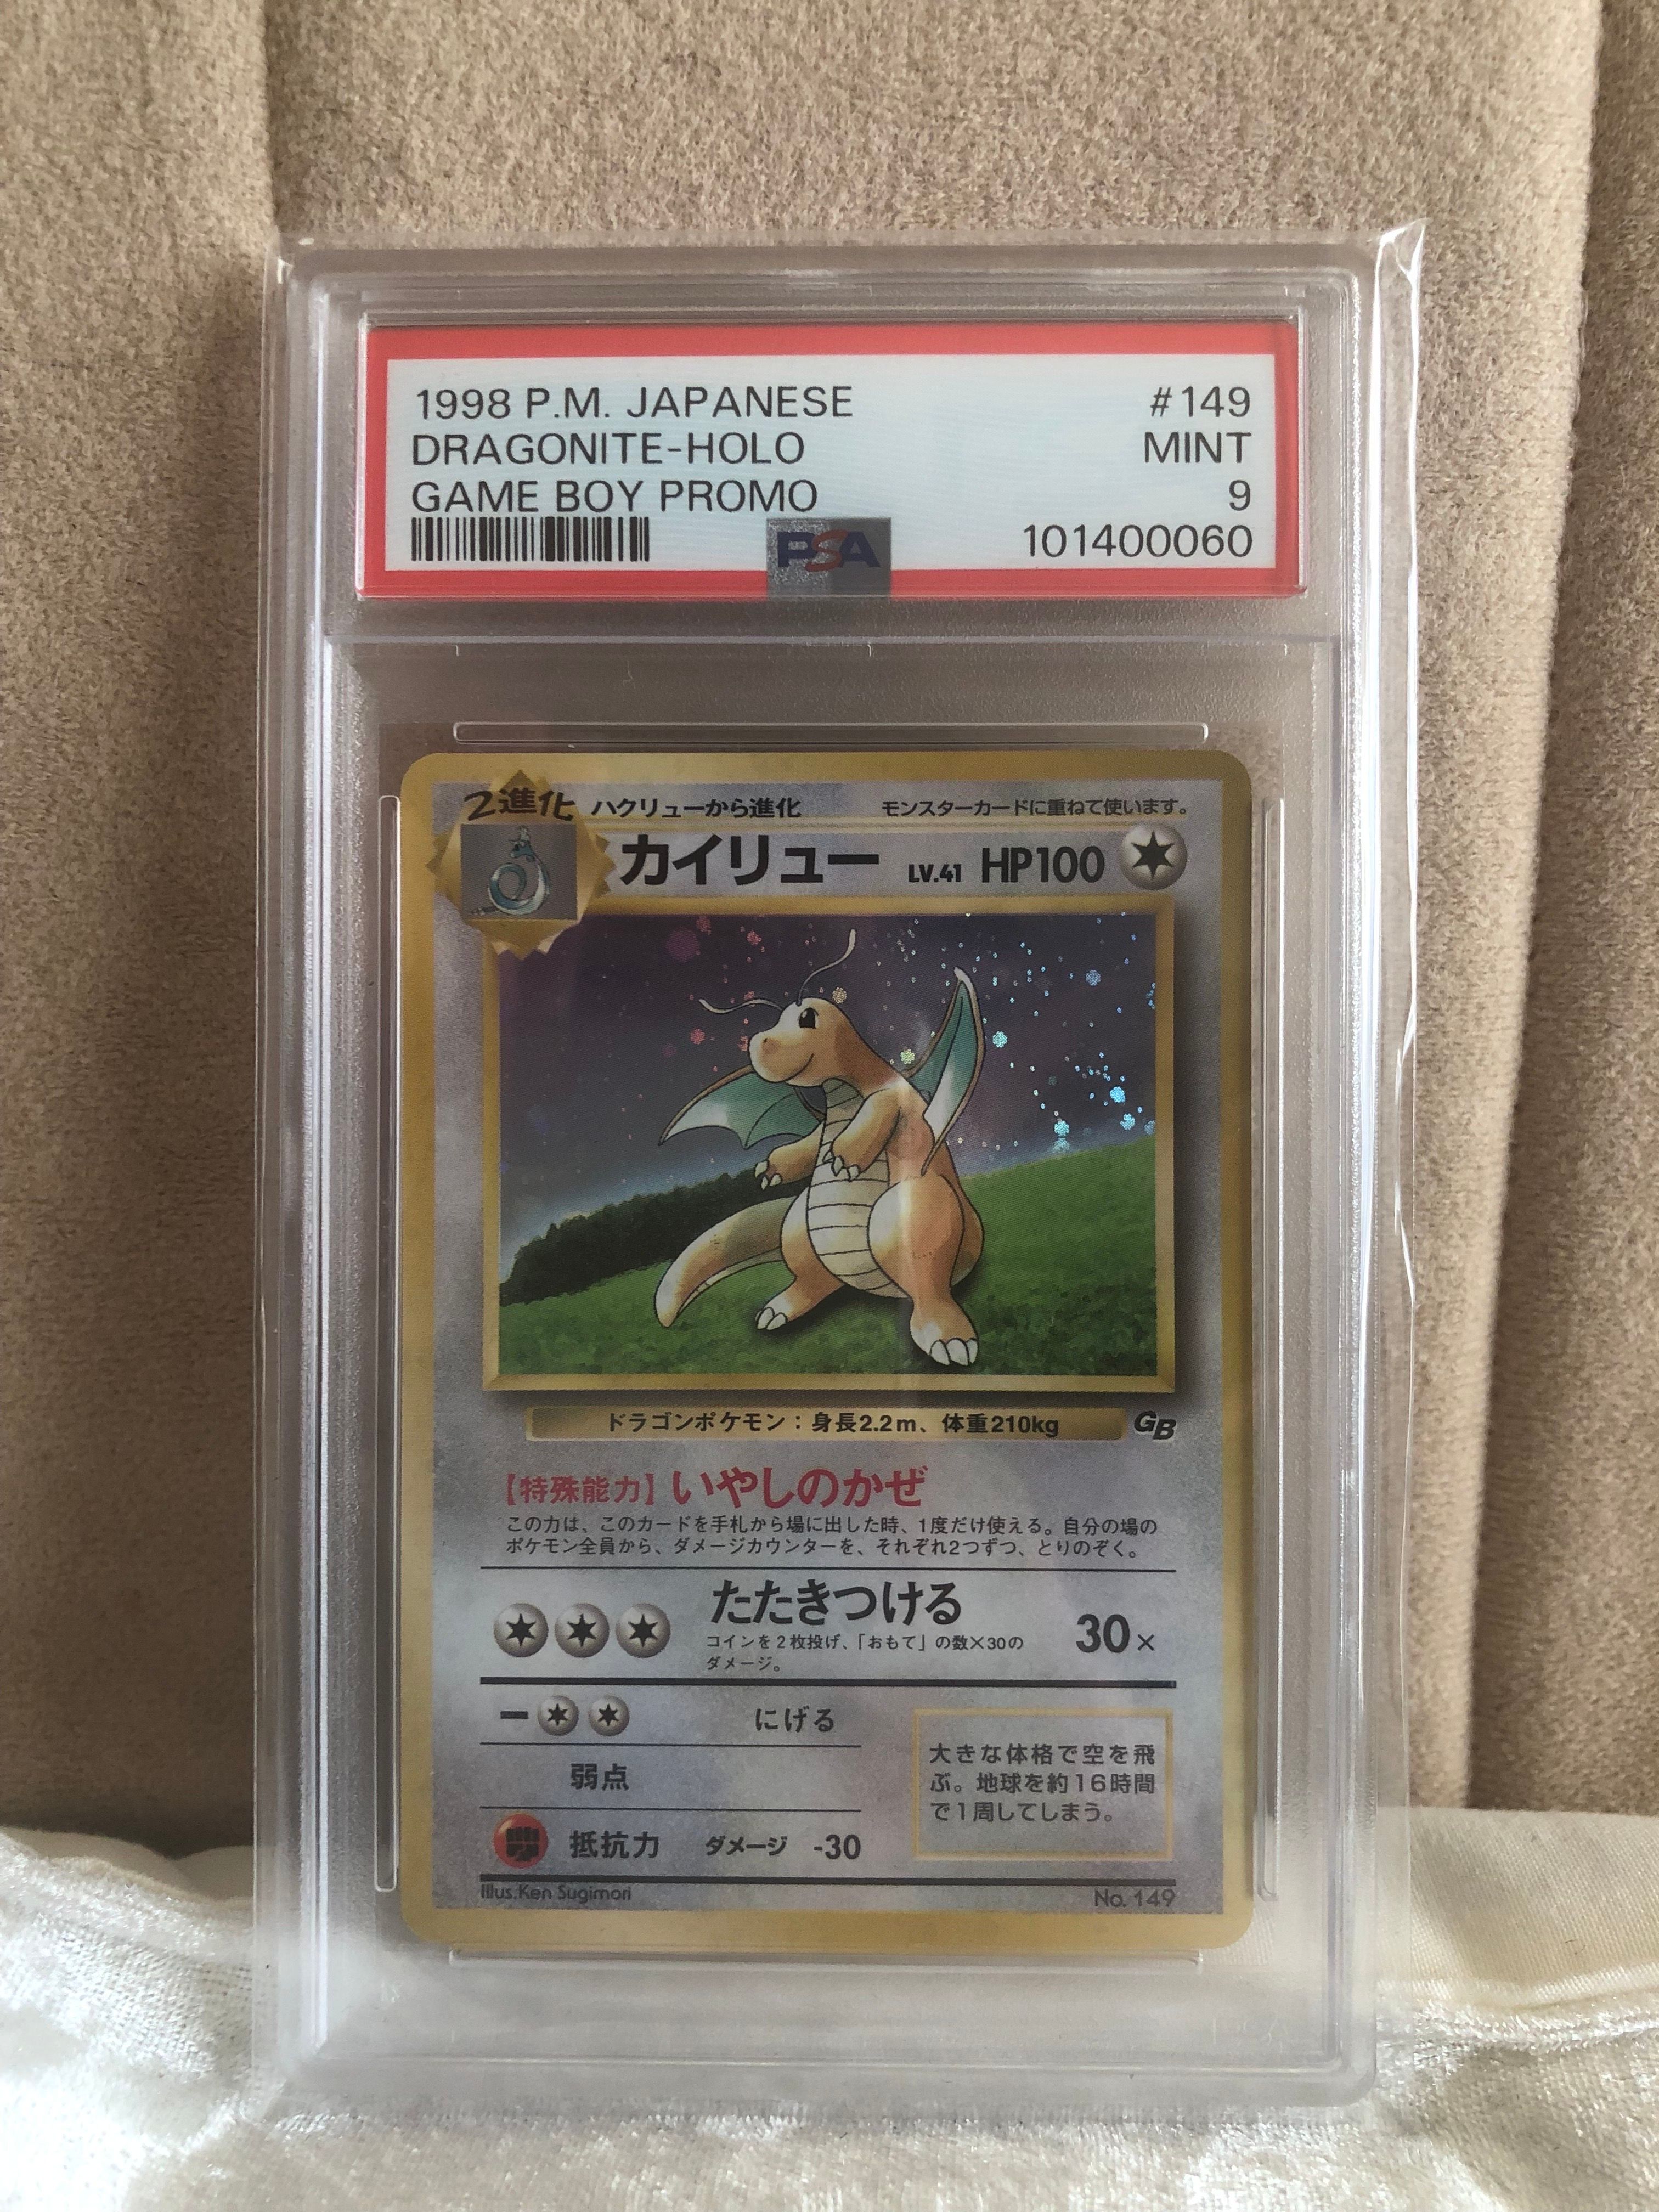 1998 P.M. JAPANESE #149
DRAGONITE-HOLO MINT
GAME BOY PROMO 9
PSA 101400060
2進化 ハクリューから進化 モンスターカードに重ねて使います。
カイリュー LV.41 HP100
ドラゴンポケモン：身長2.2m、体重210kg GB
【特殊能力】いやしのかぜ
この力は、このカードを手札から場に出した時、1度だけ使える。自分の場の
ポケモン全員から、ダメージカウンターを、それぞれ2つずつ、とりのぞく。
たたきつける 30×
コインを2枚投げ、「おもて」の数×30の
ダメージ。
ー にげる
弱点
抵抗力 ダメージ -30
大きな体格で空を飛
ぶ。地球を約16時間
で1周してしまう。
Illus.Ken Sugimori No. 149